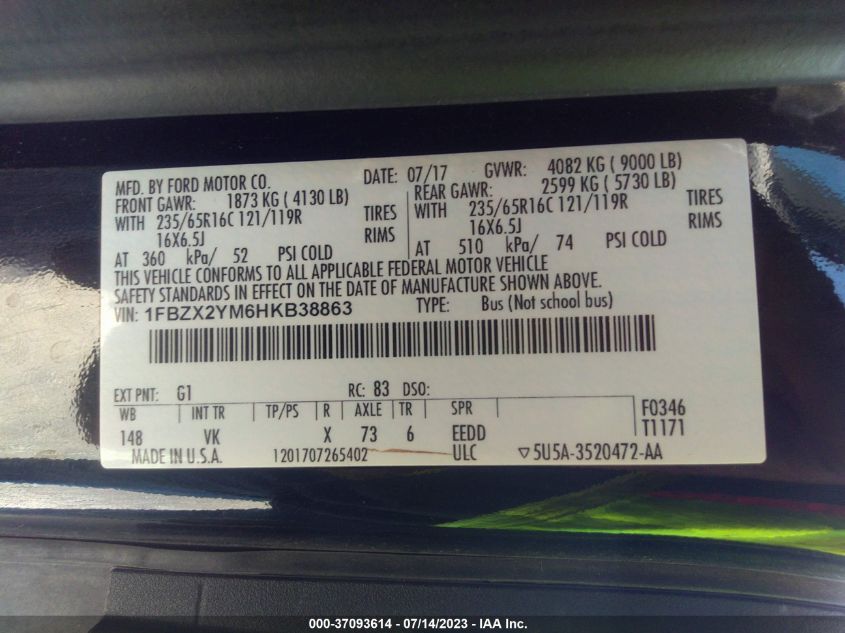 MFD. BY FORD MOTOR CO. DATE: 07/17 GVWR: 4082 KG ( 9000 LB)
FRONT GAWR: 1873 KG ( 4130 LB) REAR GAWR: 2599 KG ( 5730 LB)
WITH 235/65R16C 121/119R TIRES WITH 235/65R16C 121/119R TIRES
16X6.5J RIMS 16X6.5J RIMS
AT 360 kPa/ 52 PSI COLD AT 510 kPa/ 74 PSI COLD
THIS VEHICLE CONFORMS TO ALL APPLICABLE FEDERAL MOTOR VEHICLE
SAFETY STANDARDS IN EFFECT ON THE DATE OF MANUFACTURE SHOWN ABOVE.
VIN: 1FBZX2YM6HKB38863 TYPE: Bus (Not school bus)
EXT PNT: G1 RC: 83 DSO:
WB INT TR TP/PS R AXLE TR SPR F0346
148 VK X 73 6 EEDD T1171
MADE IN U.S.A. 1201707265402 ULC ▽5U5A-3520472-AA
000-37093614 / 07/14/2023 - IAA Inc.